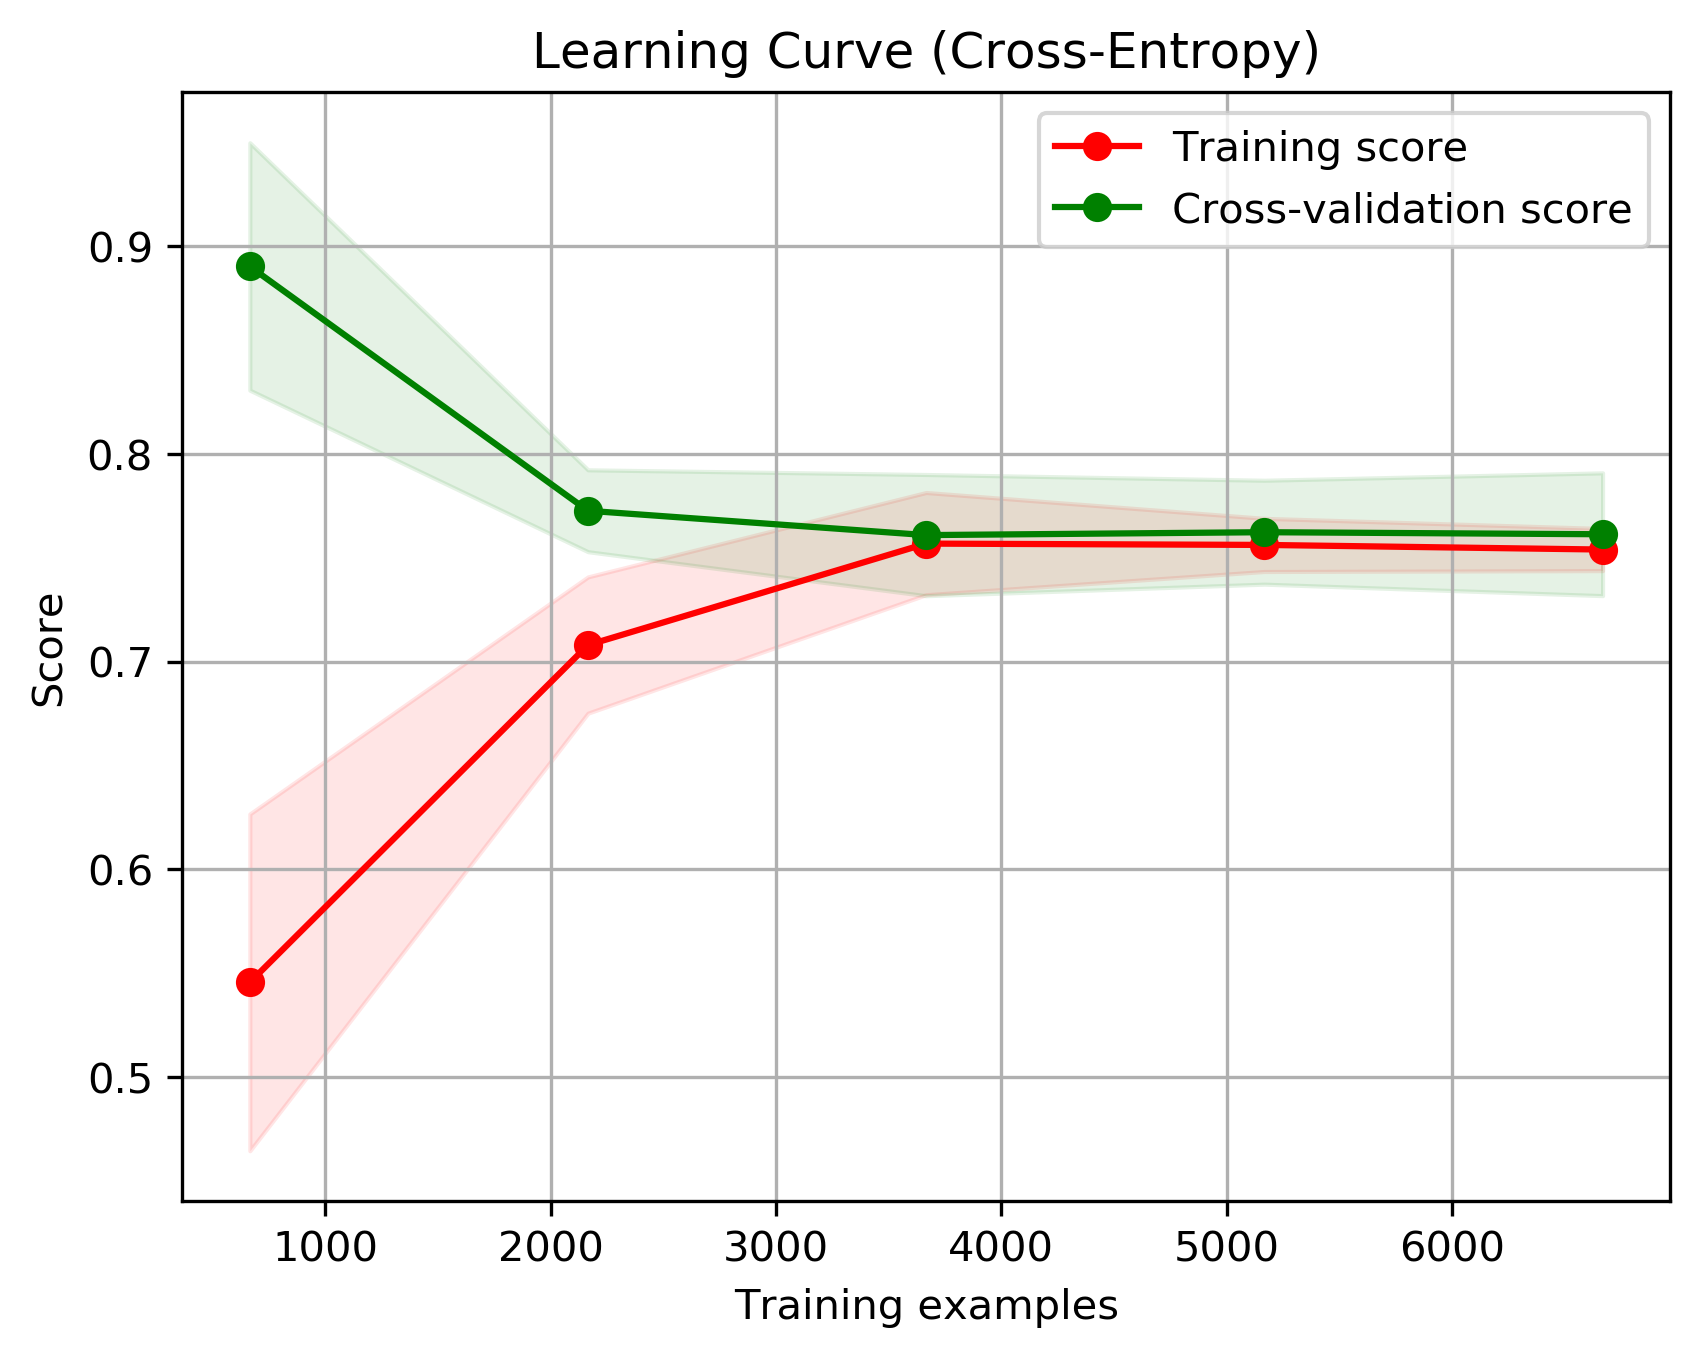 Learning Curve (Cross-Entropy)
Training score
Cross-validation score
0.9
0.8
0.7
0.6
0.5
Score
1000 2000 3000 4000 5000 6000
Training examples